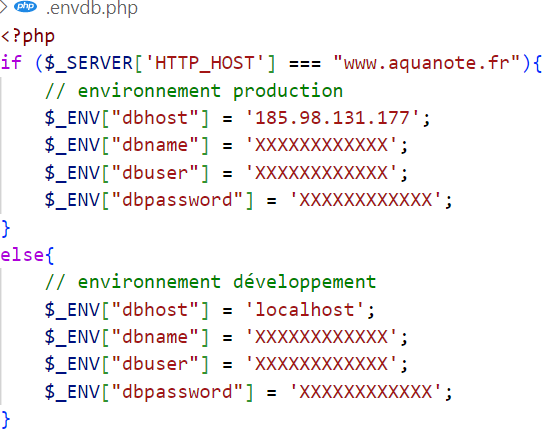 > php .envdb.php
<?php
if ($_SERVER['HTTP_HOST'] === "www.aquanote.fr"){
    // environnement production
    $_ENV["dbhost"] = '185.98.131.177';
    $_ENV["dbname"] = 'XXXXXXXXXXXX';
    $_ENV["dbuser"] = 'XXXXXXXXXXXX';
    $_ENV["dbpassword"] = 'XXXXXXXXXXXX';
}
else{
    // environnement développement
    $_ENV["dbhost"] = 'localhost';
    $_ENV["dbname"] = 'XXXXXXXXXXXX';
    $_ENV["dbuser"] = 'XXXXXXXXXXXX';
    $_ENV["dbpassword"] = 'XXXXXXXXXXXX';
}